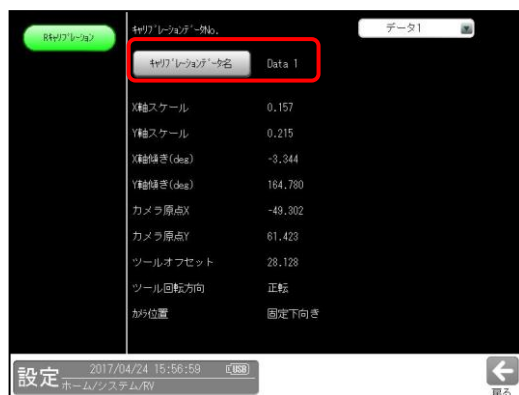 Rｷｬﾘﾌﾞﾚｰｼｮﾝ
ｷｬﾘﾌﾞﾚｰｼｮﾝﾃﾞｰﾀNo.
データ1
ｷｬﾘﾌﾞﾚｰｼｮﾝﾃﾞｰﾀ名 Data 1
X軸スケール 0.157
Y軸スケール 0.215
X軸傾き(deg) -3.344
Y軸傾き(deg) 164.780
カメラ原点X -49.302
カメラ原点Y 61.423
ツールオフセット 28.128
ツール回転方向 正転
ｶﾒﾗ位置 固定下向き
設定 2017/04/24 15:56:59 USB
ホーム/システム/RV
戻る